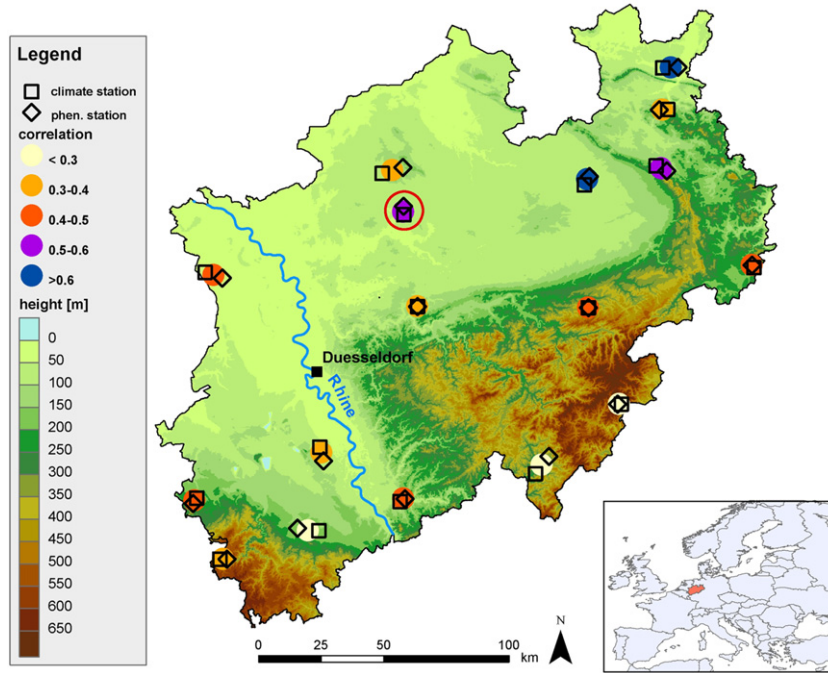 Legend
climate station
phen. station
correlation
< 0.3
0.3-0.4
0.4-0.5
0.5-0.6
>0.6
height [m]
0
50
100
150
200
250
300
350
400
450
500
550
600
650
Duesseldorf
Rhine
N
0 25 50 100
km